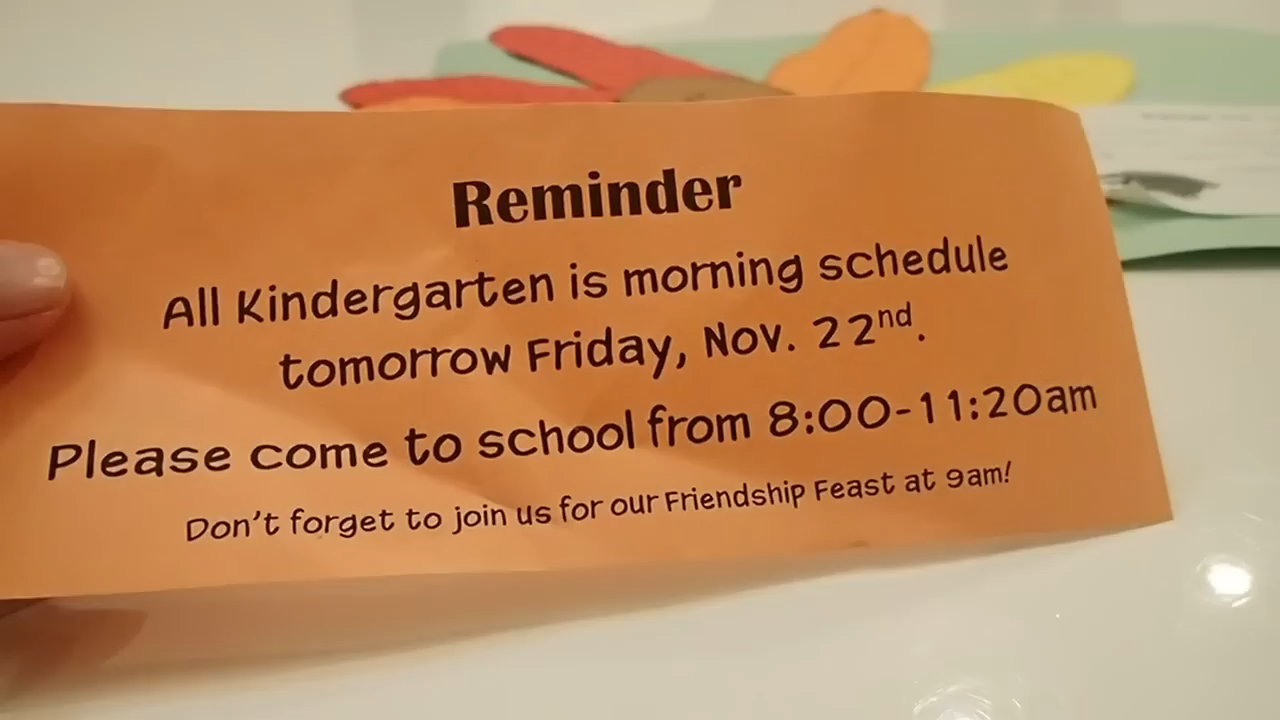 Reminder
All Kindergarten is morning schedule
tomorrow Friday, Nov. 22nd.
Please come to school from 8:00-11:20am
Don't forget to join us for our Friendship Feast at 9am!